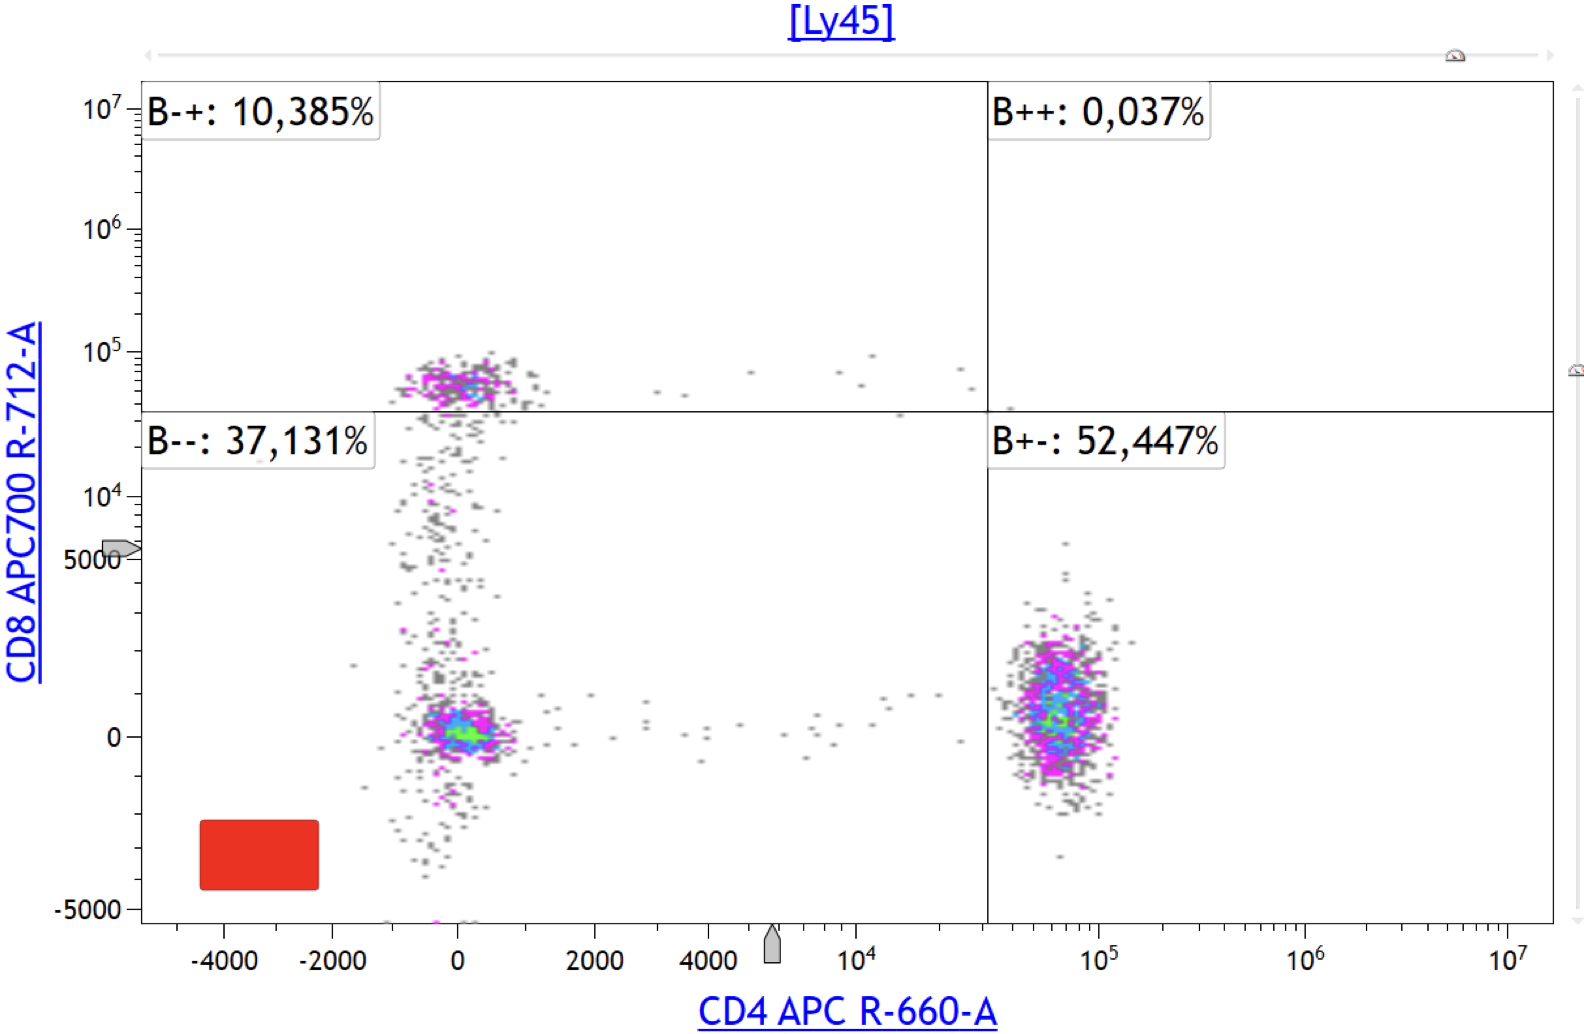 [Ly45]
B-+: 10,385%
B++: 0,037%
B--: 37,131%
B+-: 52,447%
10⁷
10⁶
10⁵
10⁴
5000
0
-5000
CD8 APC700 R-712-A
-4000 -2000 0 2000 4000 10⁴ 10⁵ 10⁶ 10⁷
CD4 APC R-660-A